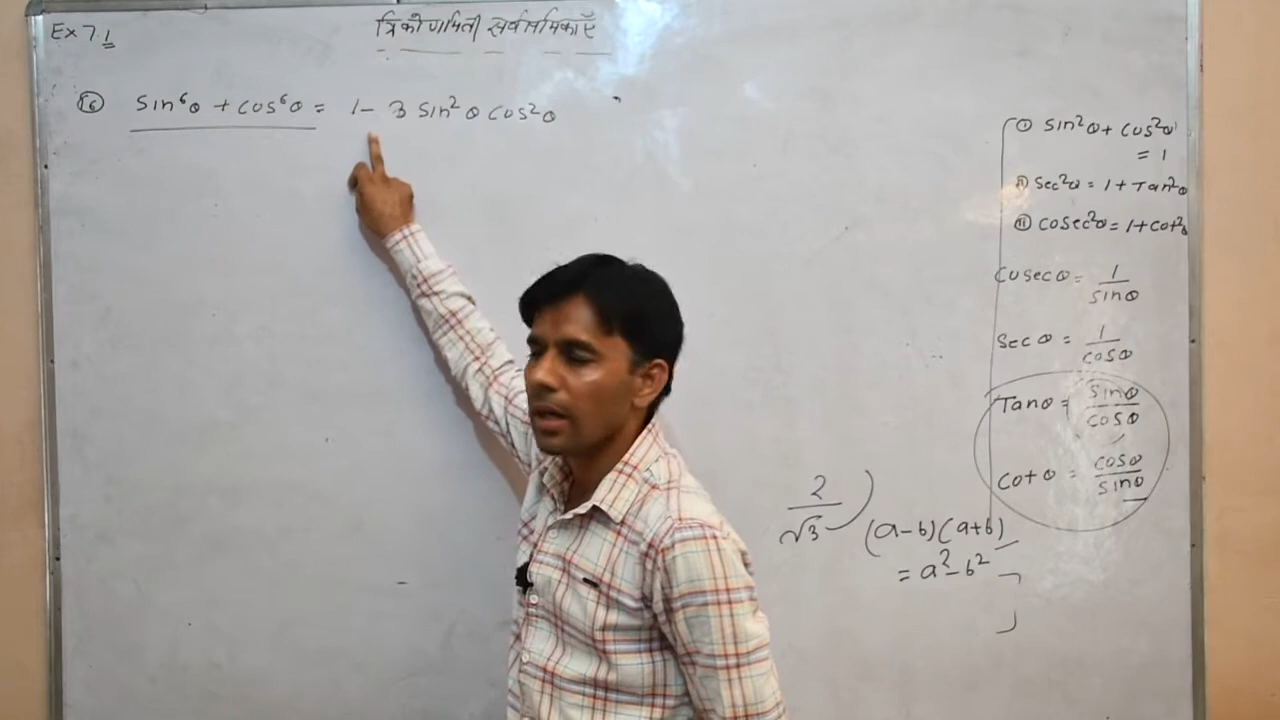 Ex 7.1
त्रिकोणमिती सर्वसमिकाएँ
16 sin⁶θ + cos⁶θ = 1 - 3 sin²θ cos²θ
(i) sin²θ + cos²θ
= 1
(ii) sec²θ = 1 + Tan²θ
(iii) cosec²θ = 1 + cot²θ
cosecθ = 1/sinθ
secθ = 1/cosθ
Tanθ = sinθ/cosθ
cotθ = cosθ/sinθ
2/√3
(a-b)(a+b)
= a²-b²